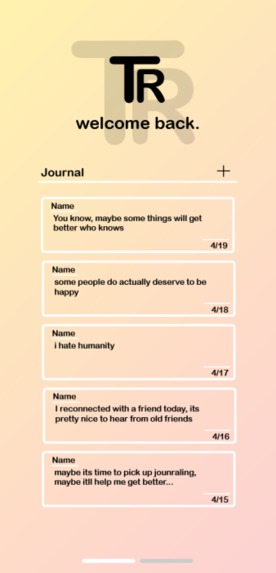 TR
welcome back.
Journal
Name
You know, maybe some things will get
better who knows
4/19
Name
some people do actually deserve to be
happy
4/18
Name
i hate humanity
4/17
Name
I reconnected with a friend today, its
pretty nice to hear from old friends
4/16
Name
maybe its time to pick up jounraling,
maybe itll help me get better...
4/15